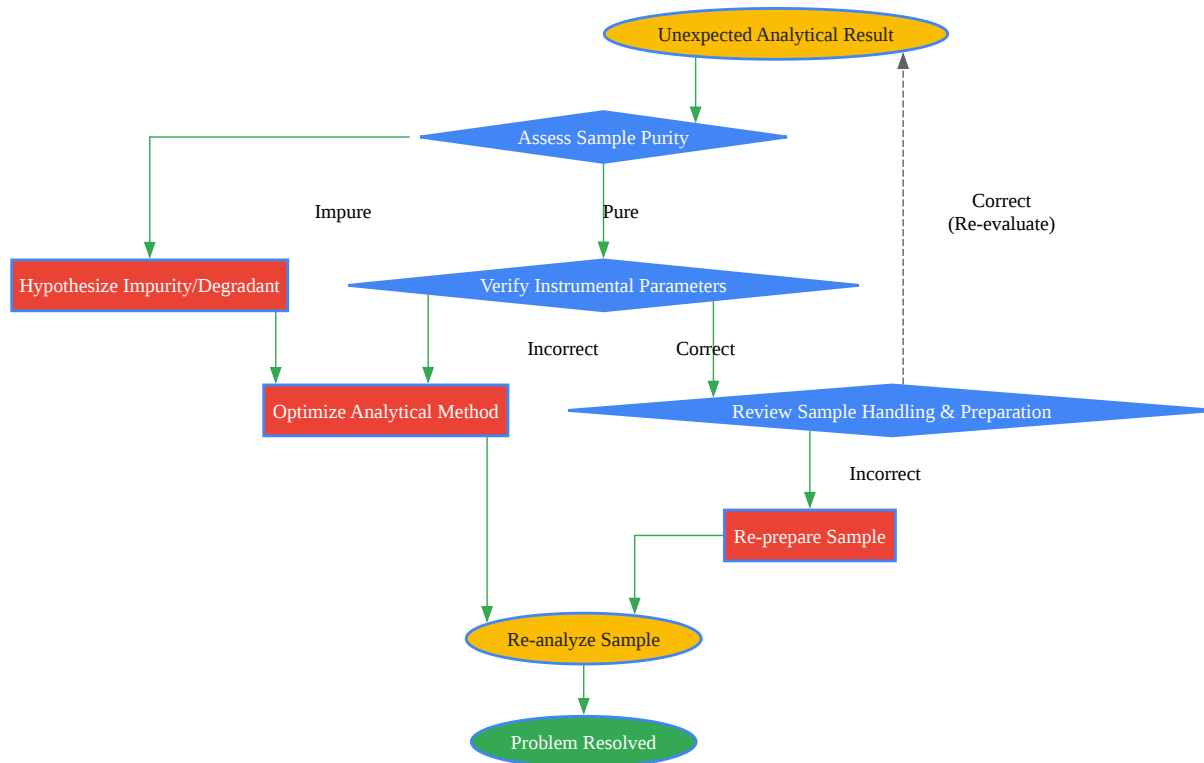 Unexpected Analytical Result
Assess Sample Purity
Impure
Pure
Correct
(Re-evaluate)
Hypothesize Impurity/Degradant
Verify Instrumental Parameters
Incorrect
Correct
Optimize Analytical Method
Review Sample Handling & Preparation
Incorrect
Re-prepare Sample
Re-analyze Sample
Problem Resolved